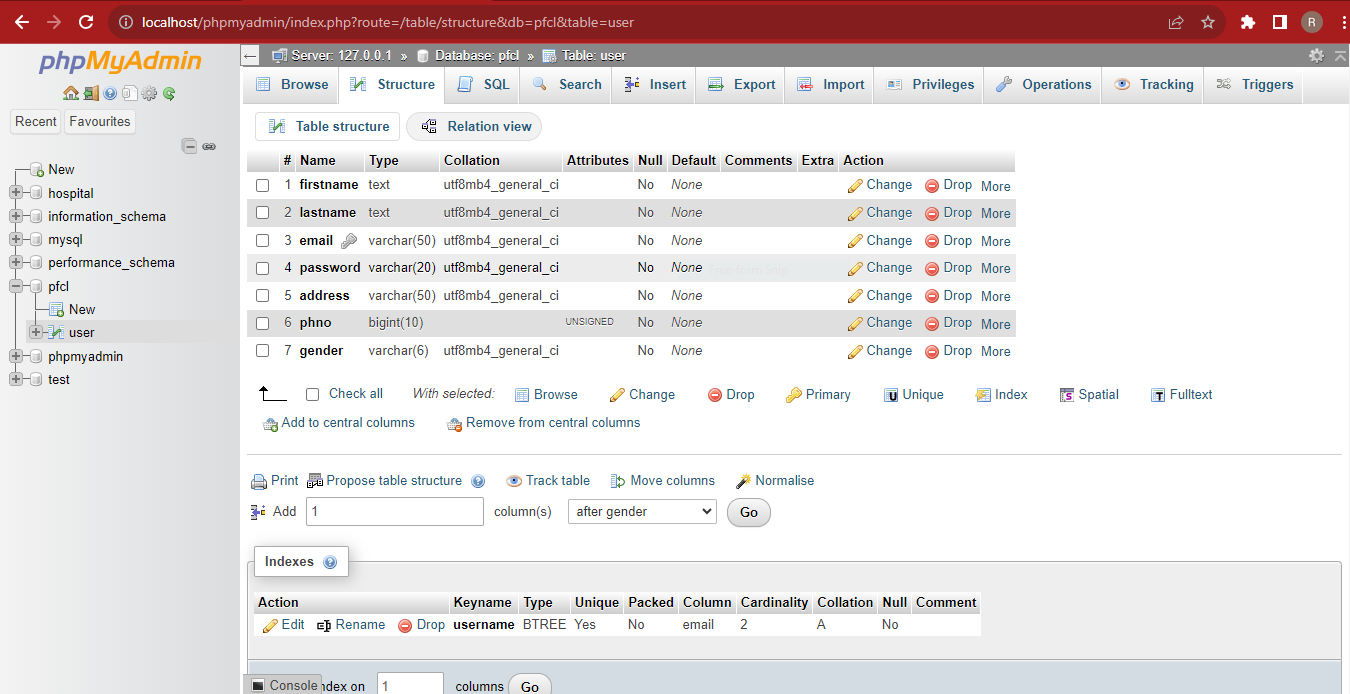 localhost/phpmyadmin/index.php?route=/table/structure&db=pfcl&table=user
R
phpMyAdmin
Recent Favourites
New
hospital
information_schema
mysql
performance_schema
pfcl
New
user
phpmyadmin
test
Server: 127.0.0.1 » Database: pfcl » Table: user
Browse Structure SQL Search Insert Export Import Privileges Operations Tracking Triggers
Table structure Relation view
# Name Type Collation Attributes Null Default Comments Extra Action
1 firstname text utf8mb4_general_ci No None Change Drop More
2 lastname text utf8mb4_general_ci No None Change Drop More
3 email varchar(50) utf8mb4_general_ci No None Change Drop More
4 password varchar(20) utf8mb4_general_ci No None Change Drop More
5 address varchar(50) utf8mb4_general_ci No None Change Drop More
6 phno bigint(10) UNSIGNED No None Change Drop More
7 gender varchar(6) utf8mb4_general_ci No None Change Drop More
Check all With selected: Browse Change Drop Primary Unique Index Spatial Fulltext
Add to central columns Remove from central columns
Print Propose table structure Track table Move columns Normalise
Add 1 column(s) after gender Go
Indexes
Action Keyname Type Unique Packed Column Cardinality Collation Null Comment
Edit Rename Drop username BTREE Yes No email 2 A No
Console ndex on 1 columns Go